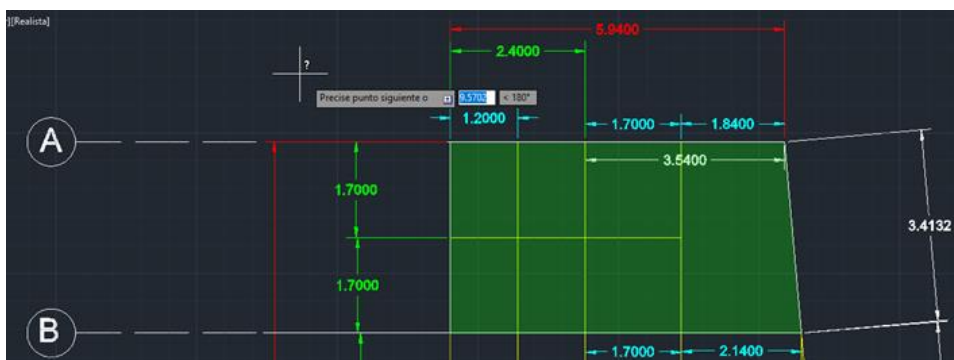 ][Realista]
5.9400
2.4000
?
Precise punto siguiente o 9.5702 < 180°
1.2000
1.7000 1.8400
A
3.5400
1.7000
3.4132
1.7000
B
1.7000 2.1400